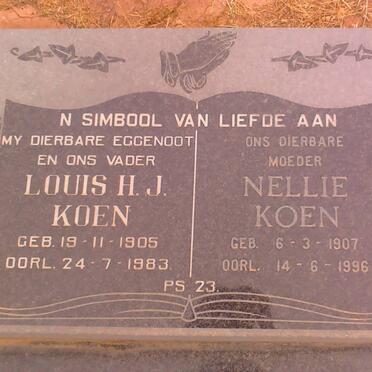 N SIMBOOL VAN LIEFDE AAN
MY DIERBARE EGGENOOT
EN ONS VADER
LOUIS H.J.
KOEN
GEB. 19-11-1905
OORL. 24-7-1983
ONS DIERBARE
MOEDER
NELLIE
KOEN
GEB. 6-3-1907
OORL. 14-6-1996
PS 23